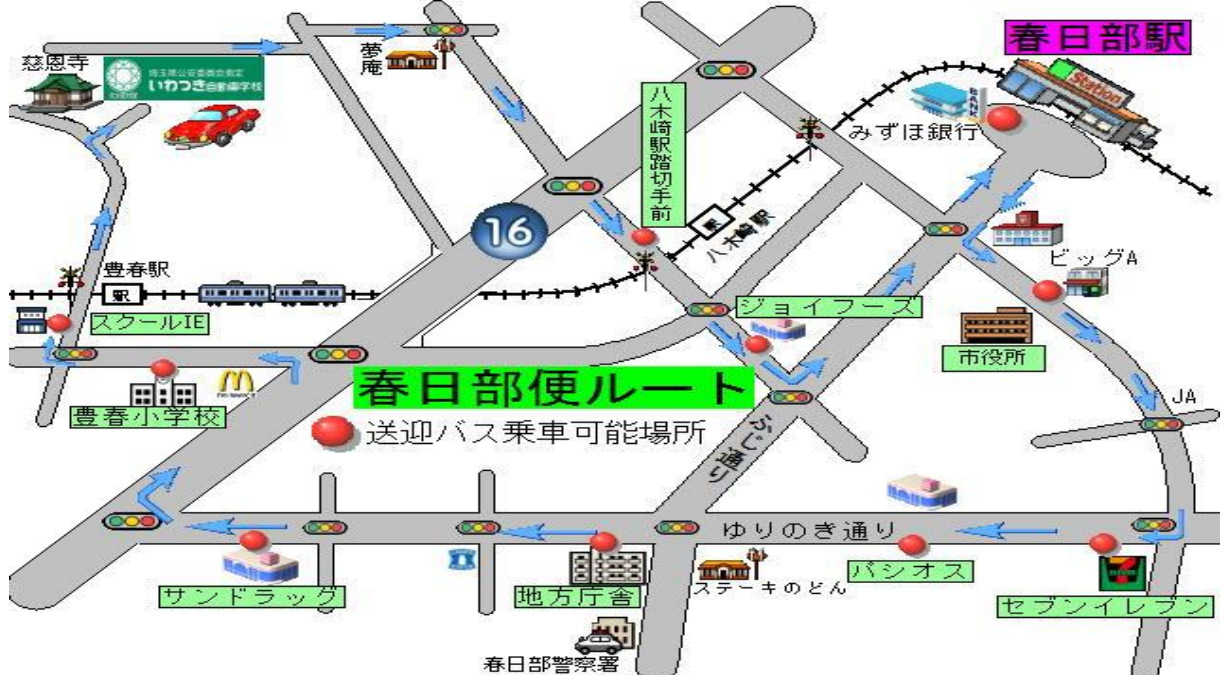 春日部駅
慈恩寺
埼玉県公安委員会指定
いわつき自動車学校
夢庵
八木崎駅踏切手前
Station
BANK
みずほ銀行
16
駅
八木崎駅
ビッグA
豊春駅
駅
スクールIE
ジョイフーズ
市役所
豊春小学校
春日部便ルート
送迎バス乗車可能場所
JA
ふじ通り
ゆりのき通り
サンドラッグ
地方庁舎
ステーキのどん
パシオス
セブンイレブン
春日部警察署